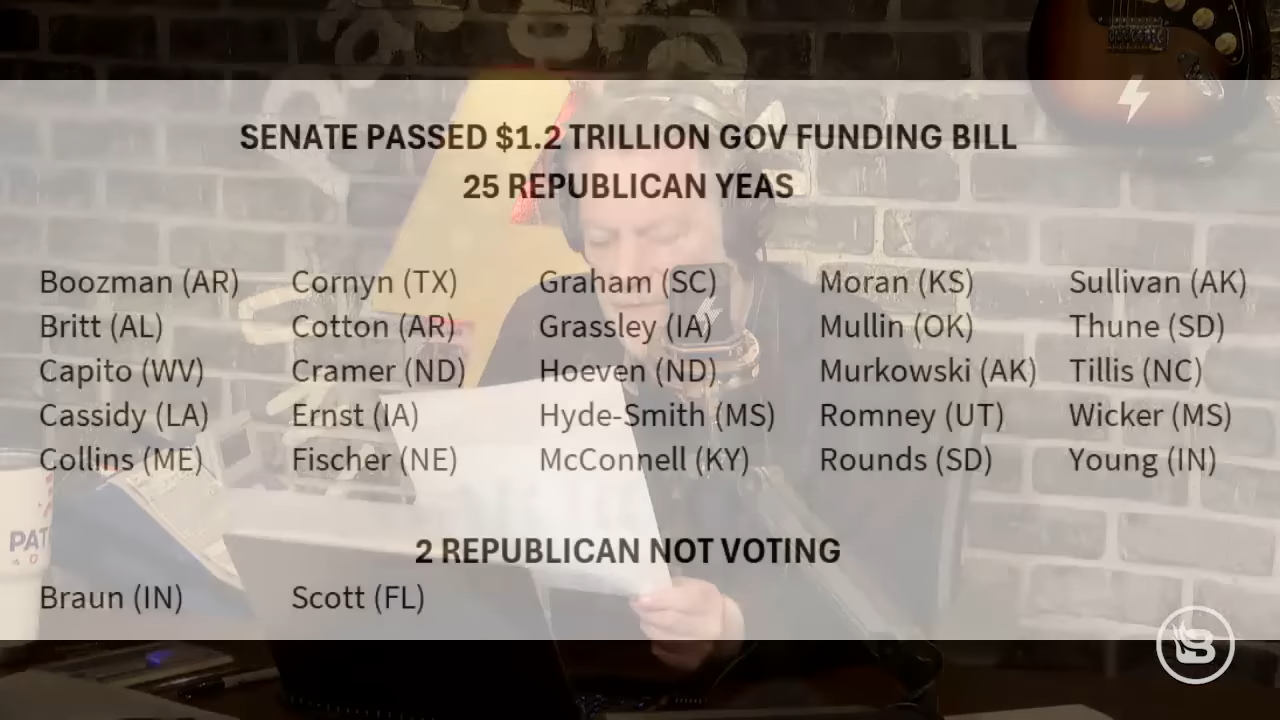 SENATE PASSED $1.2 TRILLION GOV FUNDING BILL
25 REPUBLICAN YEAS
Boozman (AR) Cornyn (TX) Graham (SC) Moran (KS) Sullivan (AK)
Britt (AL) Cotton (AR) Grassley (IA) Mullin (OK) Thune (SD)
Capito (WV) Cramer (ND) Hoeven (ND) Murkowski (AK) Tillis (NC)
Cassidy (LA) Ernst (IA) Hyde-Smith (MS) Romney (UT) Wicker (MS)
Collins (ME) Fischer (NE) McConnell (KY) Rounds (SD) Young (IN)
2 REPUBLICAN NOT VOTING
Braun (IN) Scott (FL)
PAT
B